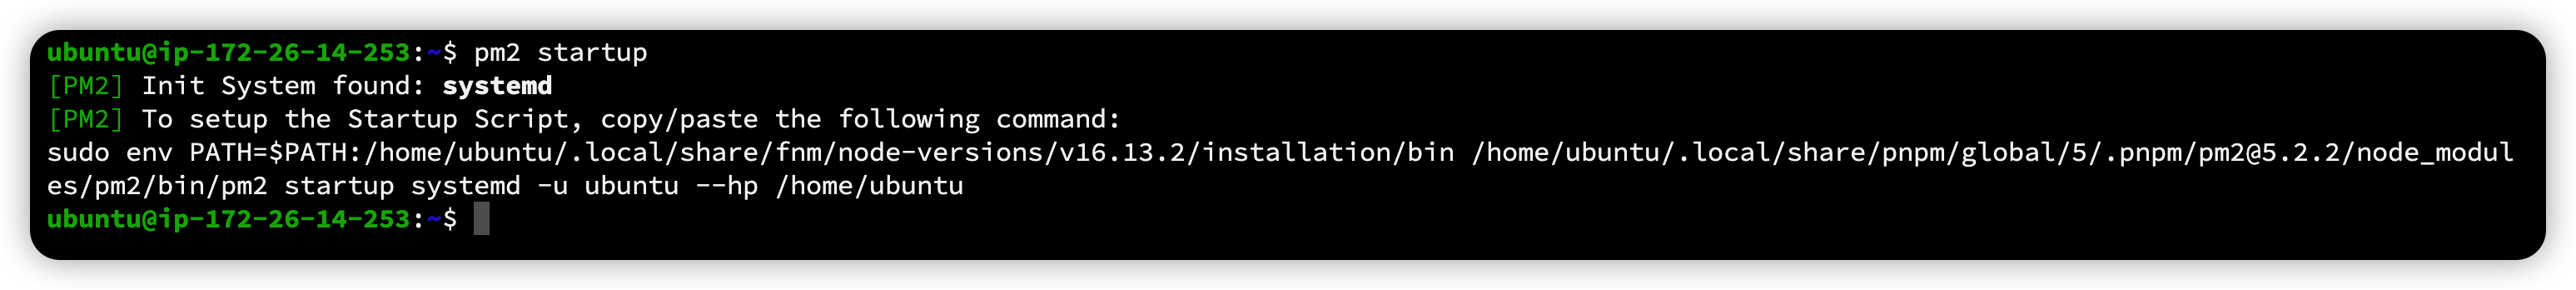 ubuntu@ip-172-26-14-253:~$ pm2 startup
[PM2] Init System found: systemd
[PM2] To setup the Startup Script, copy/paste the following command:
sudo env PATH=$PATH:/home/ubuntu/.local/share/fnm/node-versions/v16.13.2/installation/bin /home/ubuntu/.local/share/pnpm/global/5/.pnpm/pm2@5.2.2/node_modul
es/pm2/bin/pm2 startup systemd -u ubuntu --hp /home/ubuntu
ubuntu@ip-172-26-14-253:~$